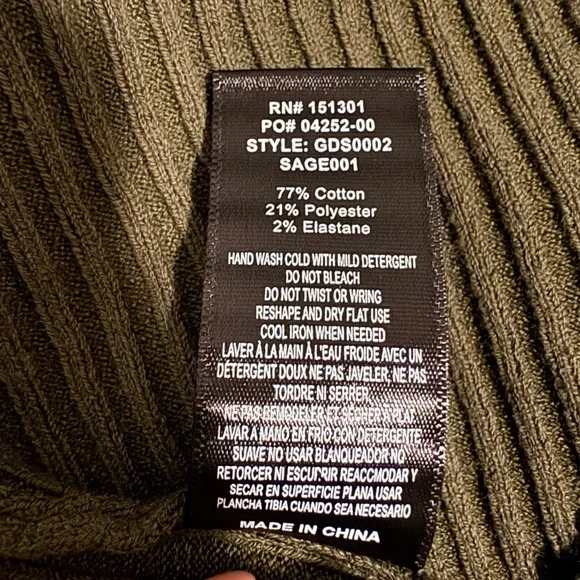 RN# 151301
PO# 04252-00
STYLE: GDS0002
SAGE001
77% Cotton
21% Polyester
2% Elastane
HAND WASH COLD WITH MILD DETERGENT
DO NOT BLEACH
DO NOT TWIST OR WRING
RESHAPE AND DRY FLAT USE
COOL IRON WHEN NEEDED
LAVER À LA MAIN À L'EAU FROIDE AVEC UN
DÉTERGENT DOUX NE PAS JAVELER, NE PAS
TORDRE NI SERRER
NE PAS REMODELER ET SÉCHER À PLAT
LAVAR A MANO EN FRÍO CON DETERGENTE
SUAVE NO USAR BLANQUEADOR NO
RETORCER NI ESCURRIR REACCMODAR Y
SECAR EN SUPERFICIE PLANA USAR
PLANCHA TIBIA CUANDO SEA NECESARIO
MADE IN CHINA